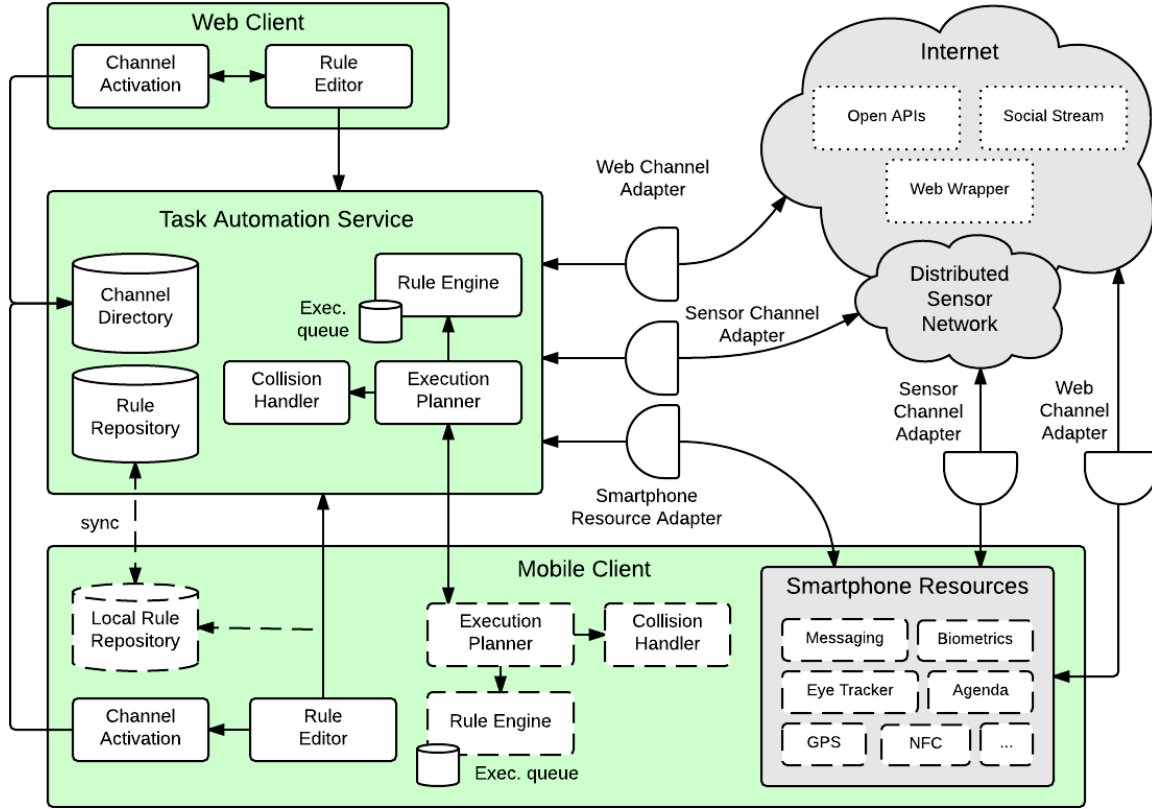 Web Client
Channel
Activation
Rule
Editor
Internet
Open APIs
Social Stream
Web Wrapper
Web Channel
Adapter
Task Automation Service
Channel
Directory
Rule Engine
Exec.
queue
Distributed
Sensor
Network
Sensor Channel
Adapter
Rule
Repository
Collision
Handler
Execution
Planner
Sensor
Channel
Adapter
Web
Channel
Adapter
Smartphone
Resource Adapter
sync
Mobile Client
Local Rule
Repository
Execution
Planner
Collision
Handler
Channel
Activation
Rule
Editor
Rule Engine
Exec. queue
Smartphone Resources
Messaging
Biometrics
Eye Tracker
Agenda
GPS
NFC
...